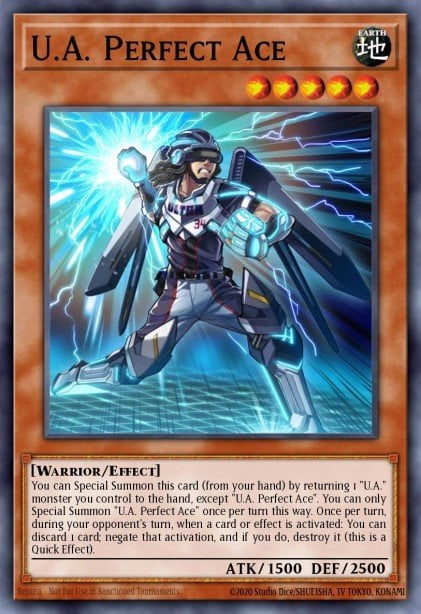 U.A. Perfect Ace
EARTH
地
ULTRA
34
[Warrior/Effect]
You can Special Summon this card (from your hand) by returning 1 "U.A."
monster you control to the hand, except "U.A. Perfect Ace". You can only
Special Summon "U.A. Perfect Ace" once per turn this way. Once per turn,
during your opponent's turn, when a card or effect is activated: You can
discard 1 card; negate that activation, and if you do, destroy it (this is
a Quick Effect).
ATK/1500 DEF/2500
Replica - Not For Use in Sanctioned Tournaments
©2020 Studio Dice/SHUEISHA, TV TOKYO, KONAMI